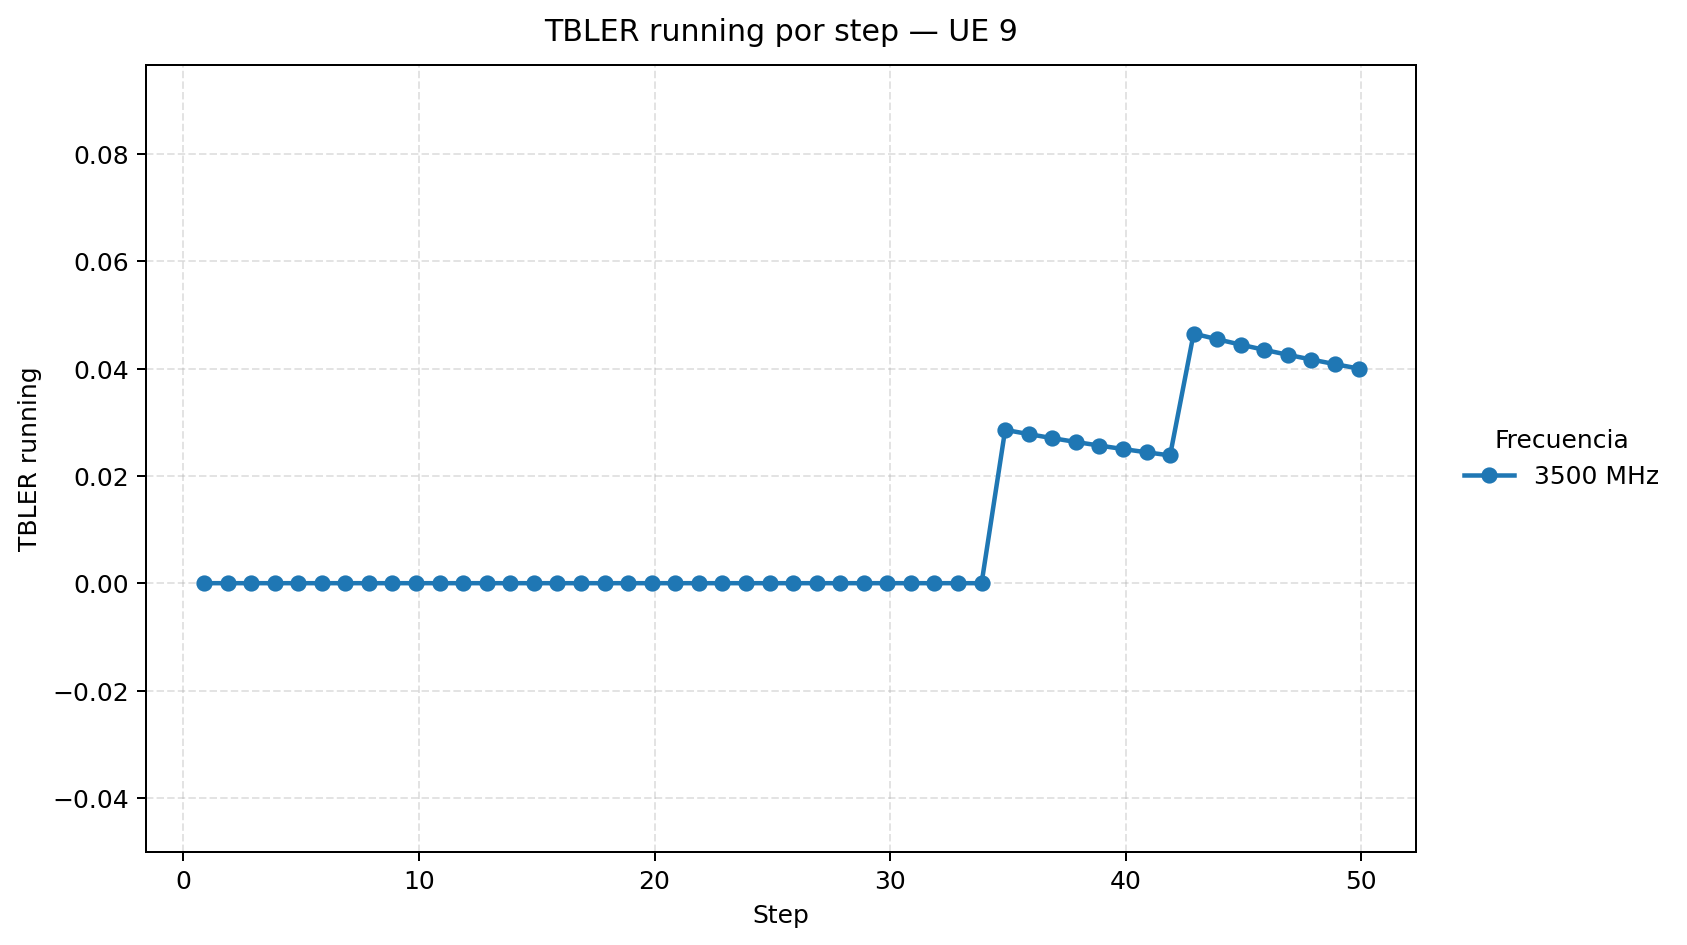 TBLER running por step — UE 9
TBLER running
0.08
0.06
0.04
0.02
0.00
−0.02
−0.04
0 10 20 30 40 50
Step
Frecuencia
3500 MHz